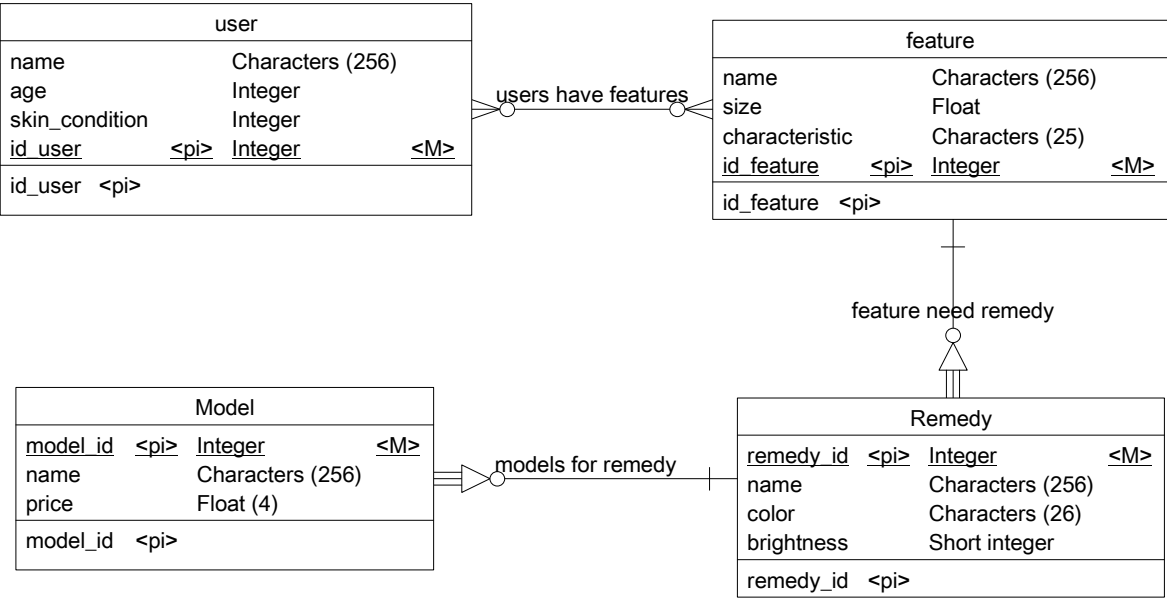 user
name Characters (256)
age Integer
skin_condition Integer
id_user <pi> Integer <M>
id_user <pi>
users have features
feature
name Characters (256)
size Float
characteristic Characters (25)
id_feature <pi> Integer <M>
id_feature <pi>
feature need remedy
Model
model_id <pi> Integer <M>
name Characters (256)
price Float (4)
model_id <pi>
models for remedy
Remedy
remedy_id <pi> Integer <M>
name Characters (256)
color Characters (26)
brightness Short integer
remedy_id <pi>